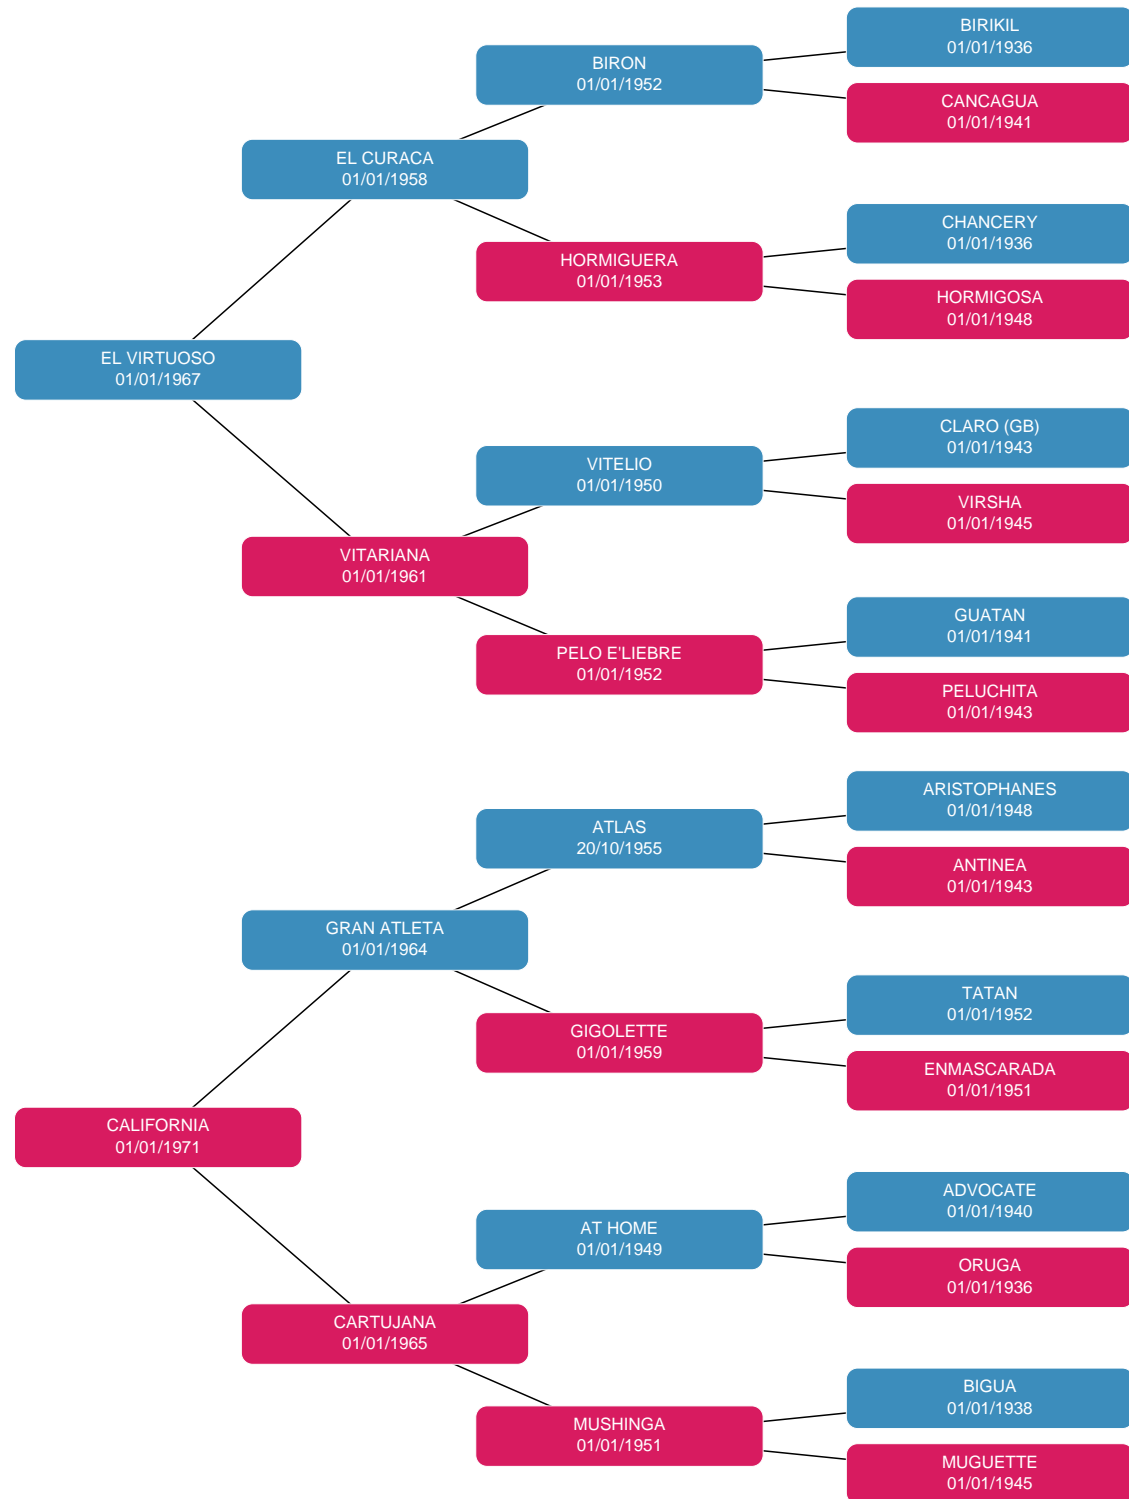 BIRIKIL
01/01/1936
BIRON
01/01/1952
CANCAGUA
01/01/1941
EL CURACA
01/01/1958
CHANCERY
01/01/1936
HORMIGUERA
01/01/1953
HORMIGOSA
01/01/1948
EL VIRTUOSO
01/01/1967
CLARO (GB)
01/01/1943
VITELIO
01/01/1950
VIRSHA
01/01/1945
VITARIANA
01/01/1961
GUATAN
01/01/1941
PELO E'LIEBRE
01/01/1952
PELUCHITA
01/01/1943
ARISTOPHANES
01/01/1948
ATLAS
20/10/1955
ANTINEA
01/01/1943
GRAN ATLETA
01/01/1964
TATAN
01/01/1952
GIGOLETTE
01/01/1959
ENMASCARADA
01/01/1951
CALIFORNIA
01/01/1971
ADVOCATE
01/01/1940
AT HOME
01/01/1949
ORUGA
01/01/1936
CARTUJANA
01/01/1965
BIGUA
01/01/1938
MUSHINGA
01/01/1951
MUGUETTE
01/01/1945